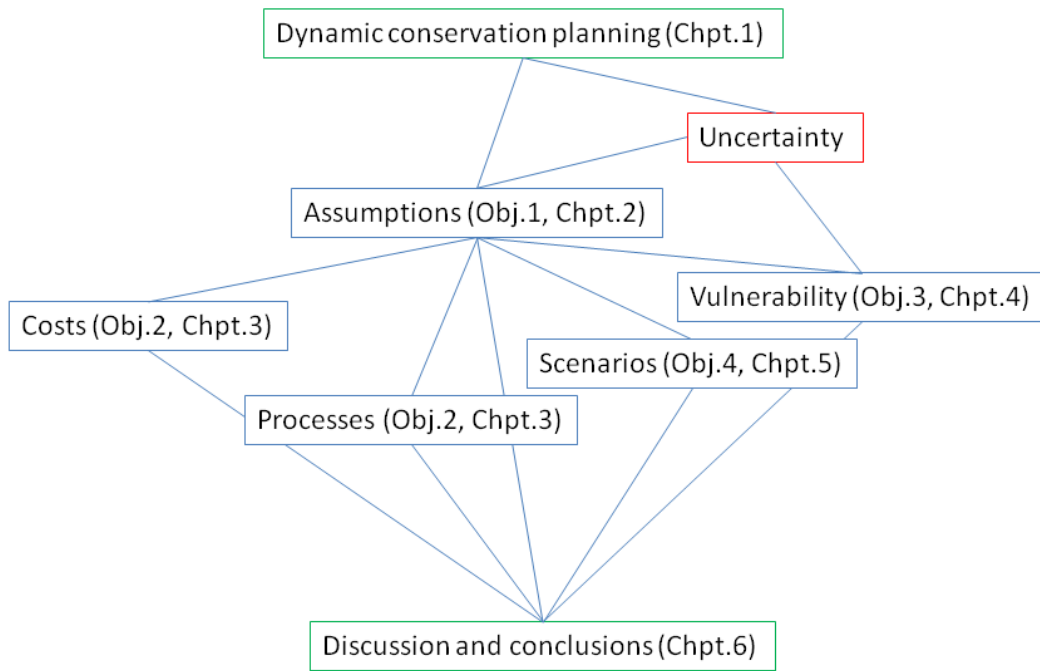 Dynamic conservation planning (Chpt.1)
Uncertainty
Assumptions (Obj.1, Chpt.2)
Vulnerability (Obj.3, Chpt.4)
Costs (Obj.2, Chpt.3)
Scenarios (Obj.4, Chpt.5)
Processes (Obj.2, Chpt.3)
Discussion and conclusions (Chpt.6)